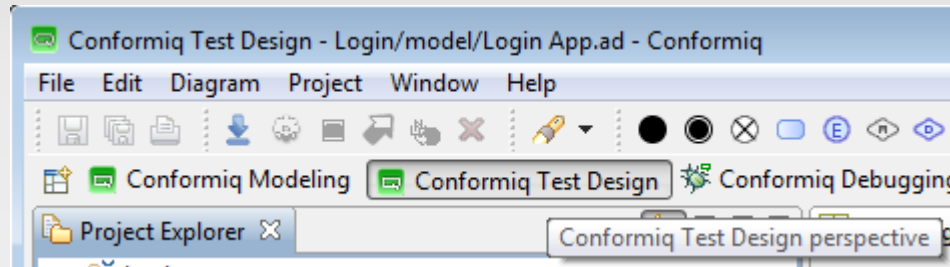 Conformiq Test Design - Login/model/Login App.ad - Conformiq
File Edit Diagram Project Window Help
E M D
Conformiq Modeling Conformiq Test Design Conformiq Debugging
Project Explorer
Conformiq Test Design perspective